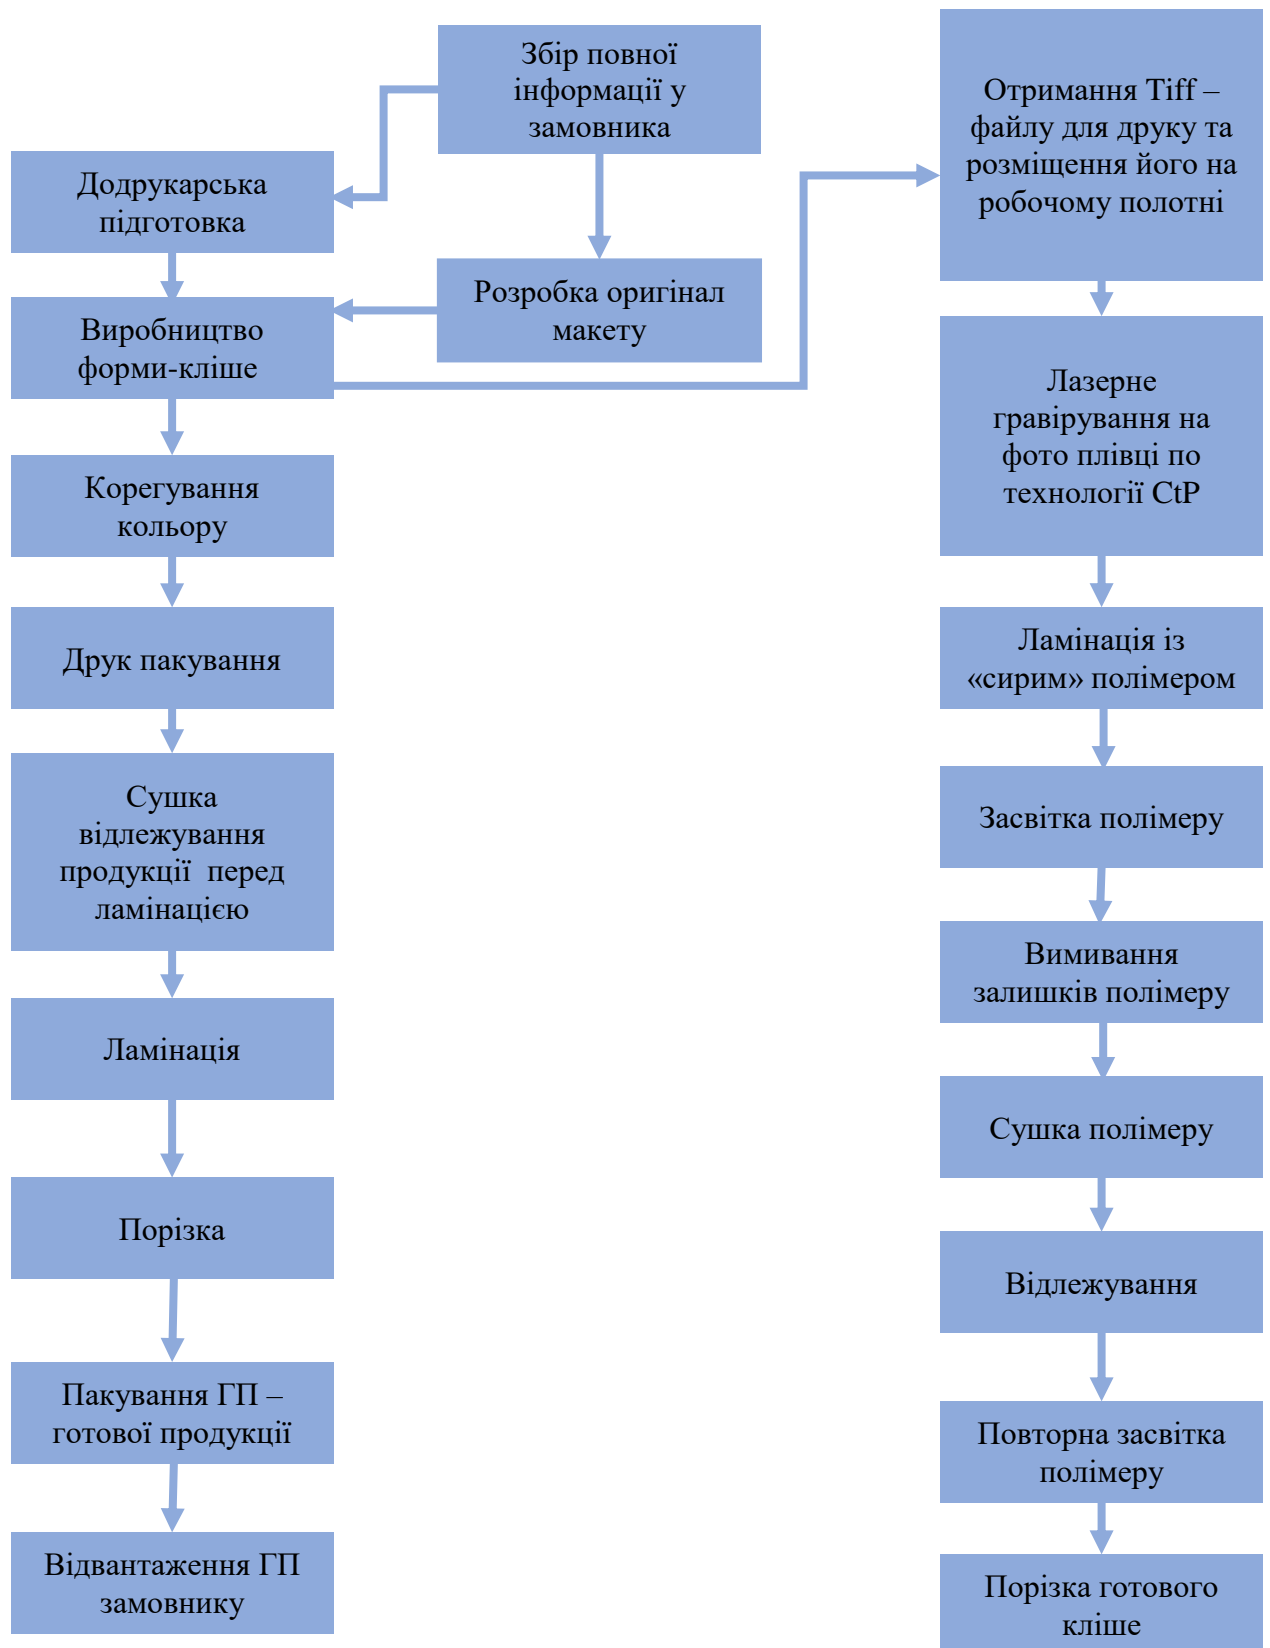 Збір повної
інформації у
замовника
Додрукарська
підготовка
Розробка оригінал
макету
Виробництво
форми-кліше
Корегування
кольору
Друк пакування
Сушка
відлежування
продукції перед
ламінацією
Ламінація
Порізка
Пакування ГП –
готової продукції
Відвантаження ГП
замовнику
Отримання Tiff –
файлу для друку та
розміщення його на
робочому полотні
Лазерне
гравірування на
фото плівці по
технології CtP
Ламінація із
«сирим» полімером
Засвітка полімеру
Вимивання
залишків полімеру
Сушка полімеру
Відлежування
Повторна засвітка
полімеру
Порізка готового
кліше